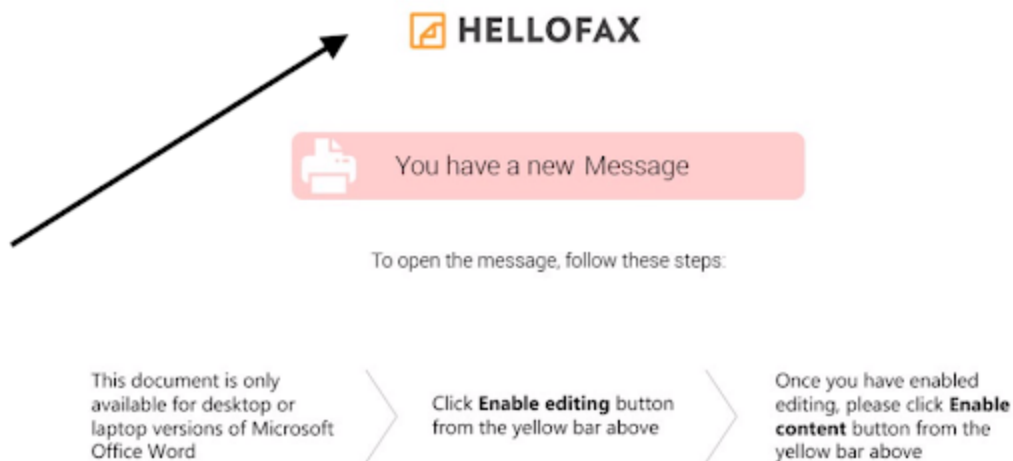 HELLOFAX
You have a new Message
To open the message, follow these steps:
This document is only
available for desktop or
laptop versions of Microsoft
Office Word
Click Enable editing button
from the yellow bar above
Once you have enabled
editing, please click Enable
content button from the
yellow bar above